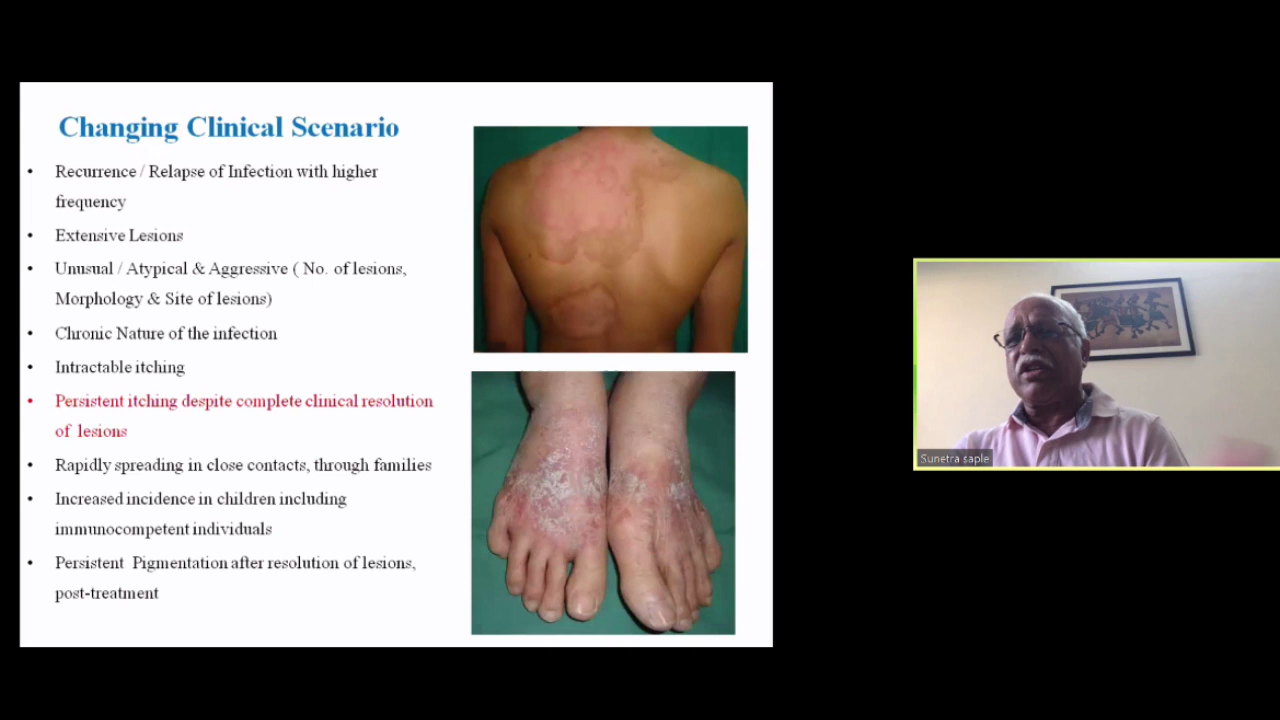 Changing Clinical Scenario
• Recurrence / Relapse of Infection with higher
frequency
• Extensive Lesions
• Unusual / Atypical & Aggressive ( No. of lesions,
Morphology & Site of lesions)
• Chronic Nature of the infection
• Intractable itching
• Persistent itching despite complete clinical resolution
of lesions
• Rapidly spreading in close contacts, through families
• Increased incidence in children including
immunocompetent individuals
• Persistent Pigmentation after resolution of lesions,
post-treatment
Sunetra saple